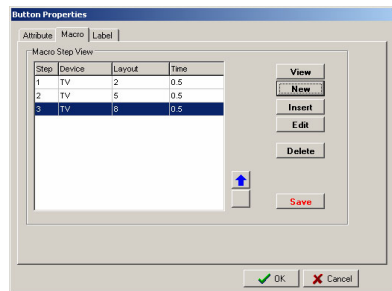 Button Properties
Attribute Macro Label
Macro Step View
Step Device Layout Time
1 TV 2 0.5
2 TV 5 0.5
3 TV 8 0.5
View
New
Insert
Edit
Delete
Save
OK Cancel